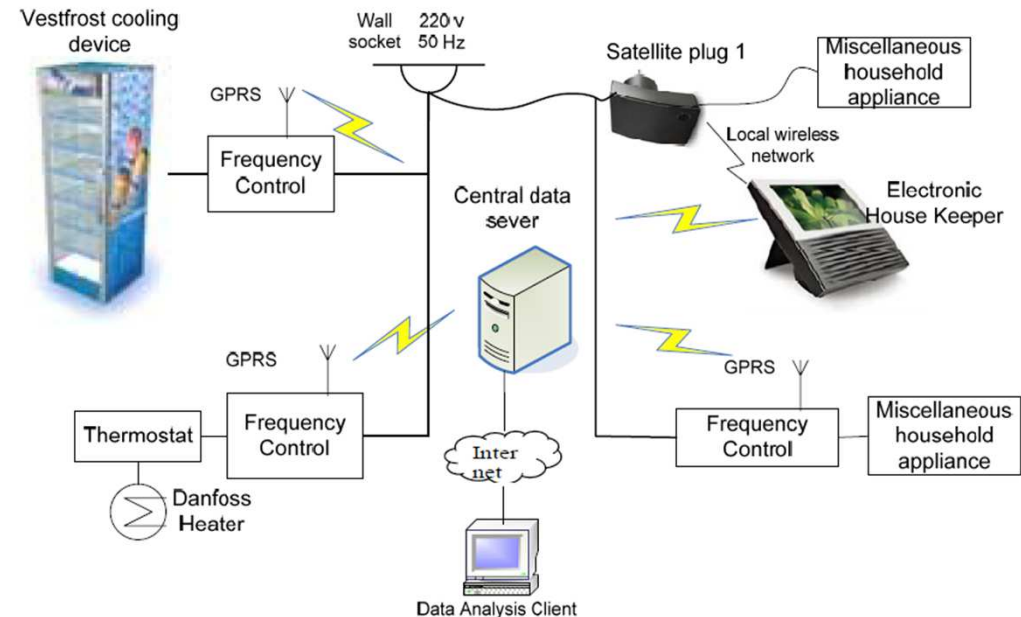 Vestfrost cooling
device
Wall 220 v
socket 50 Hz
Satellite plug 1
Miscellaneous
household
appliance
GPRS
Frequency
Control
Local wireless
network
Electronic
House Keeper
Central data
sever
GPRS
Frequency
Control
Thermostat
Danfoss
Heater
GPRS
Frequency
Control
Miscellaneous
household
appliance
Inter
net
Data Analysis Client